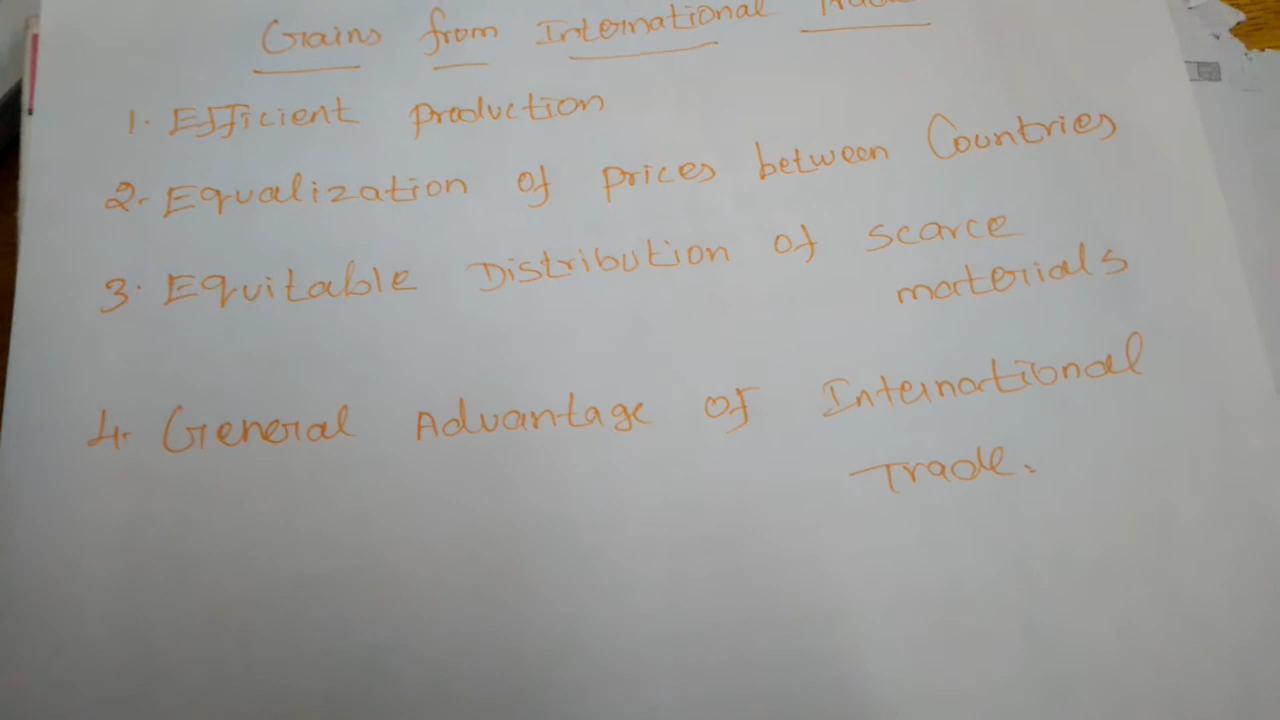 Gains from International Trade
1. Efficient production
2. Equalization of prices between Countries
3. Equitable Distribution of scarce
materials
4. General Advantage of International
Trade.